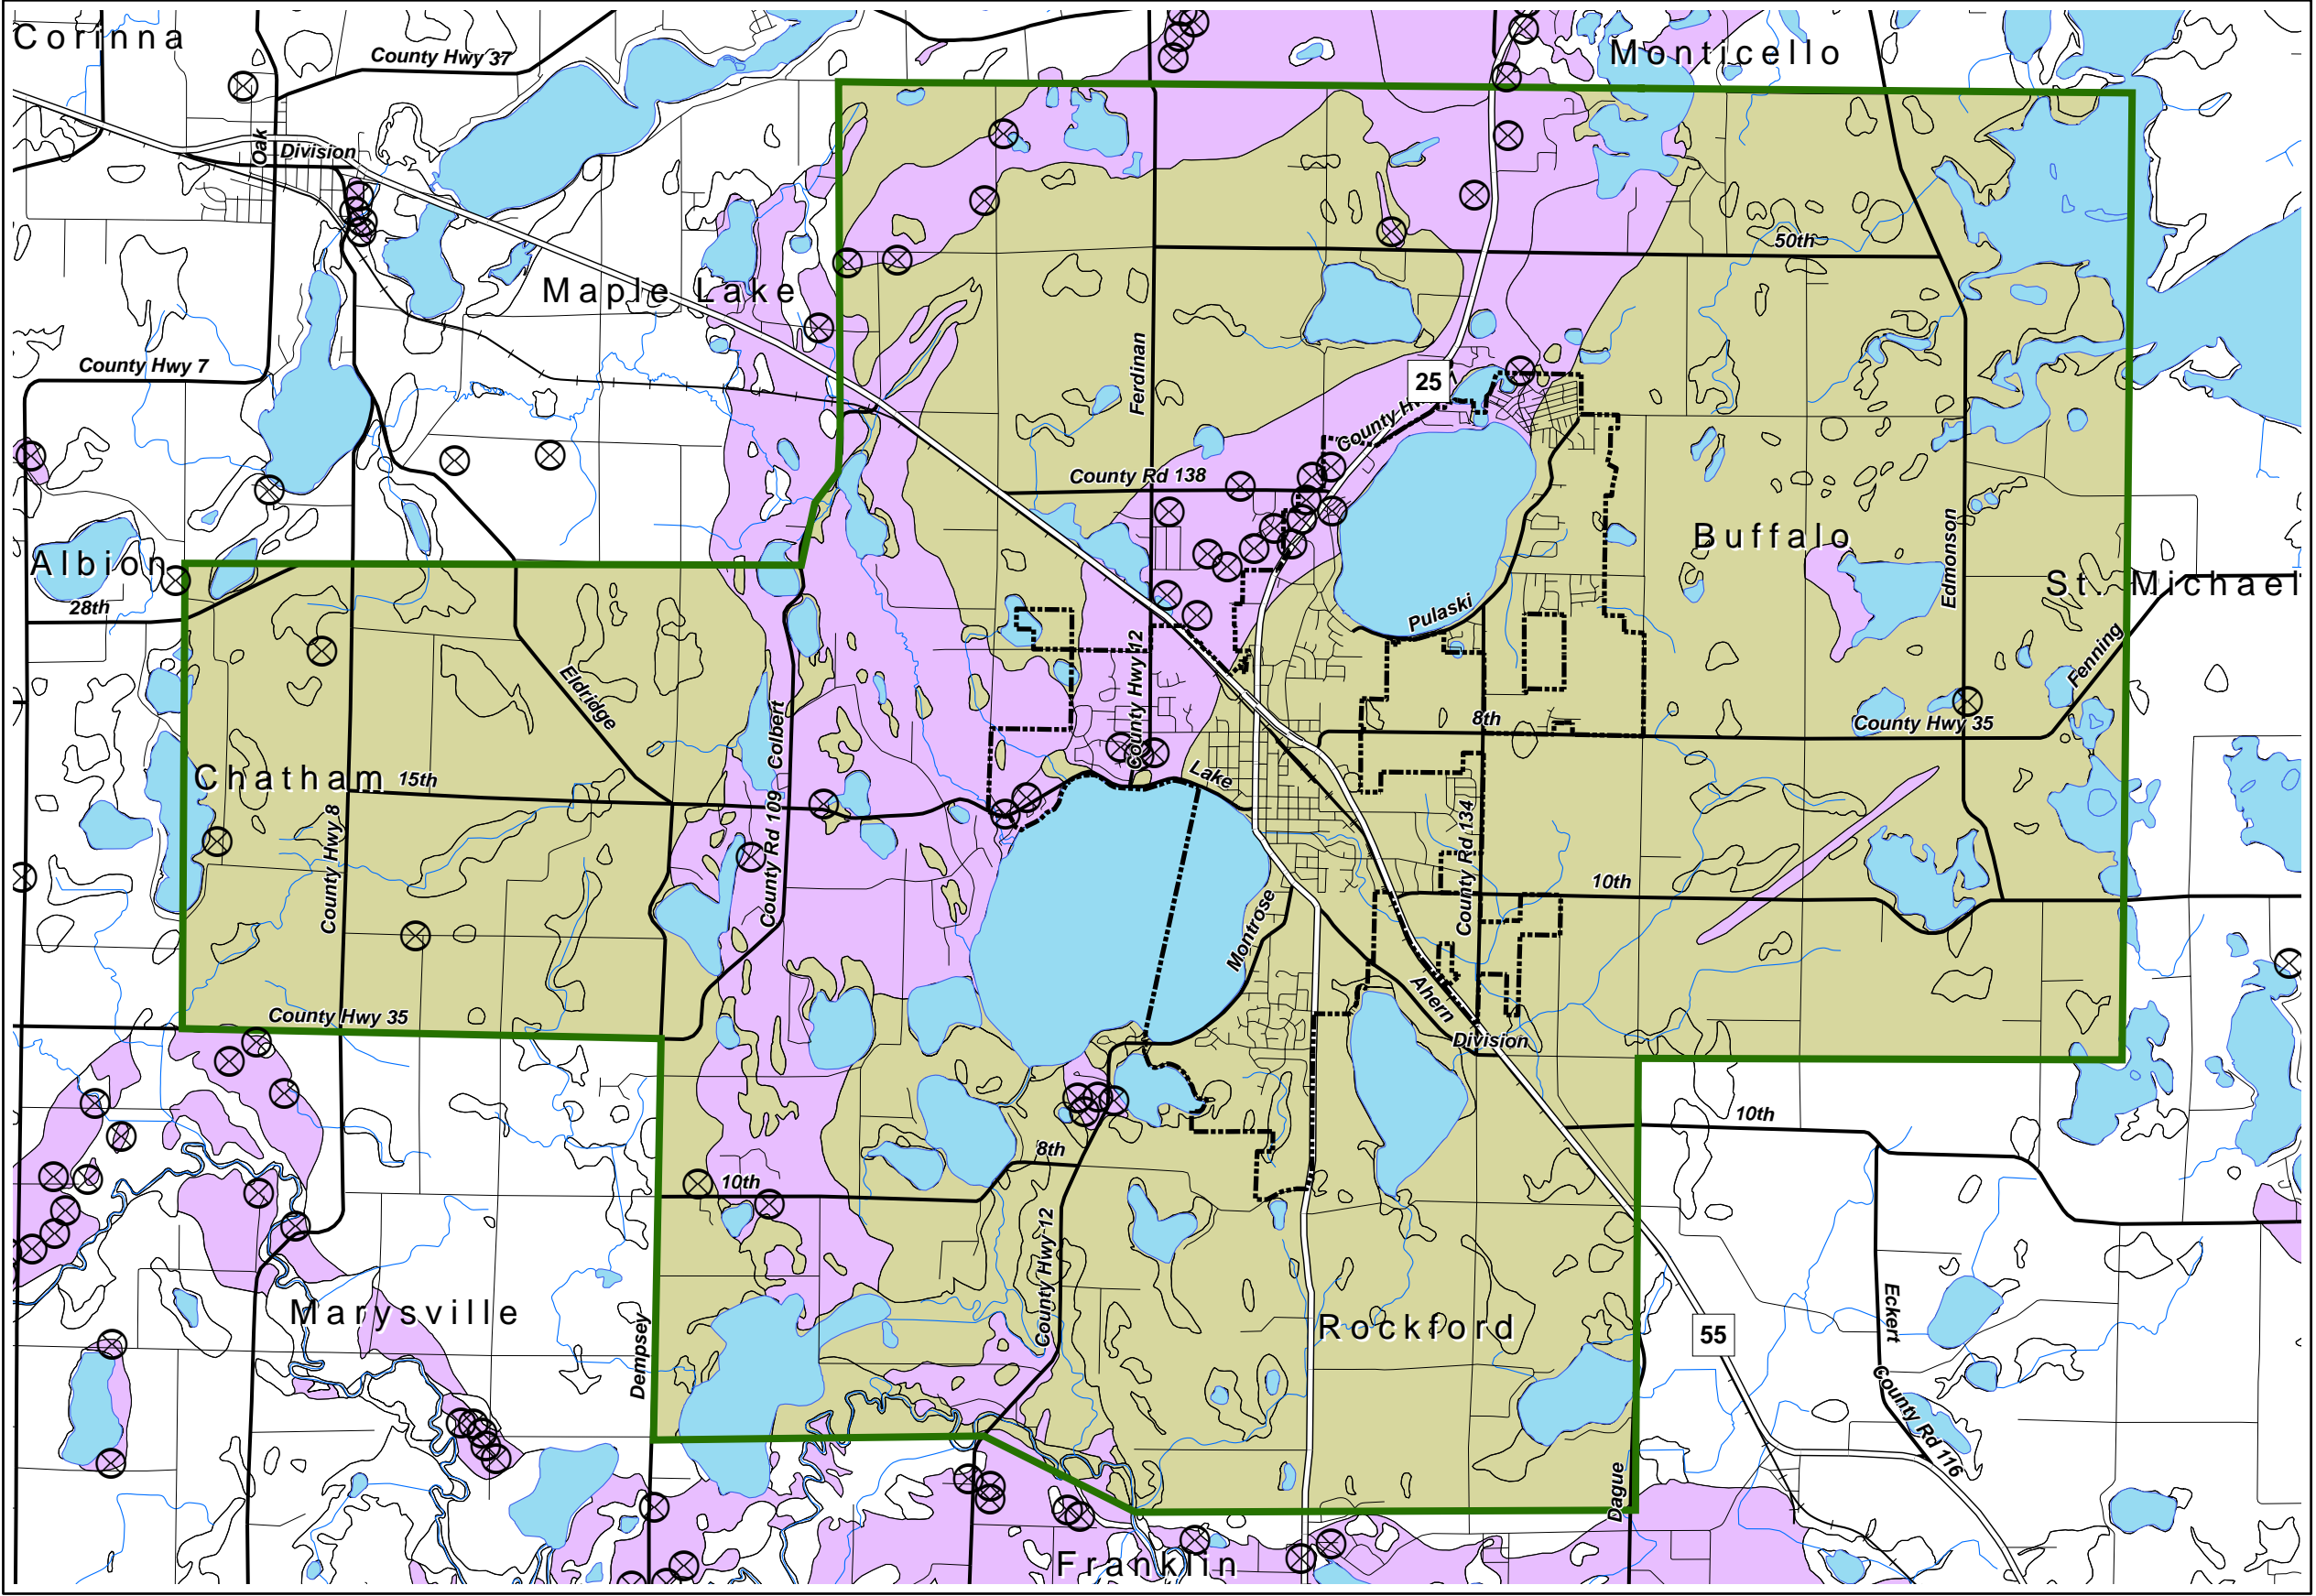 Corinna
County Hwy 37
Monticello
Oak
Division
50th
Maple Lake
County Hwy 7
Ferdinan
25
County H
County Rd 138
Buffalo
Edmonson
Albion
28th
St. Michael
Pulaski
Fenning
Eldridge
County Hwy 12
Colbert
8th
County Hwy 35
Chatham
15th
Lake
County Rd 109
County Hwy 8
County Rd 134
10th
Montrose
Ahern
County Hwy 35
Division
10th
8th
10th
County Hwy 12
Marysville
Rockford
Dempsey
55
Eckert
County Rd 116
Dague
Franklin